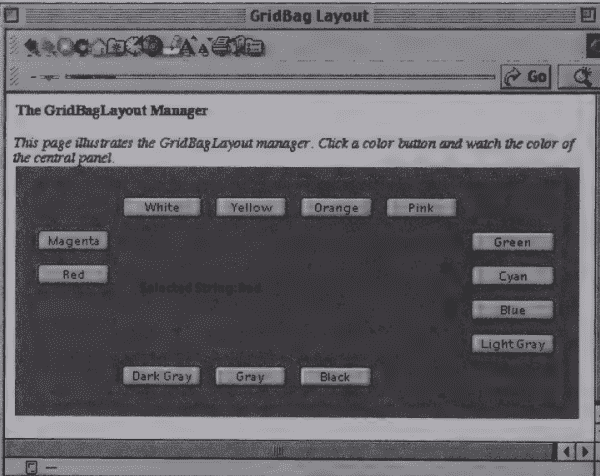 GridBag Layout
Go
The GridBagLayout Manager
This page illustrates the GridBagLayout manager. Click a color button and watch the color of
the central panel.
White Yellow Orange Pink
Magenta Green
Red Cyan
Selected String:Red
Blue
Light Gray
Dark Gray Gray Black